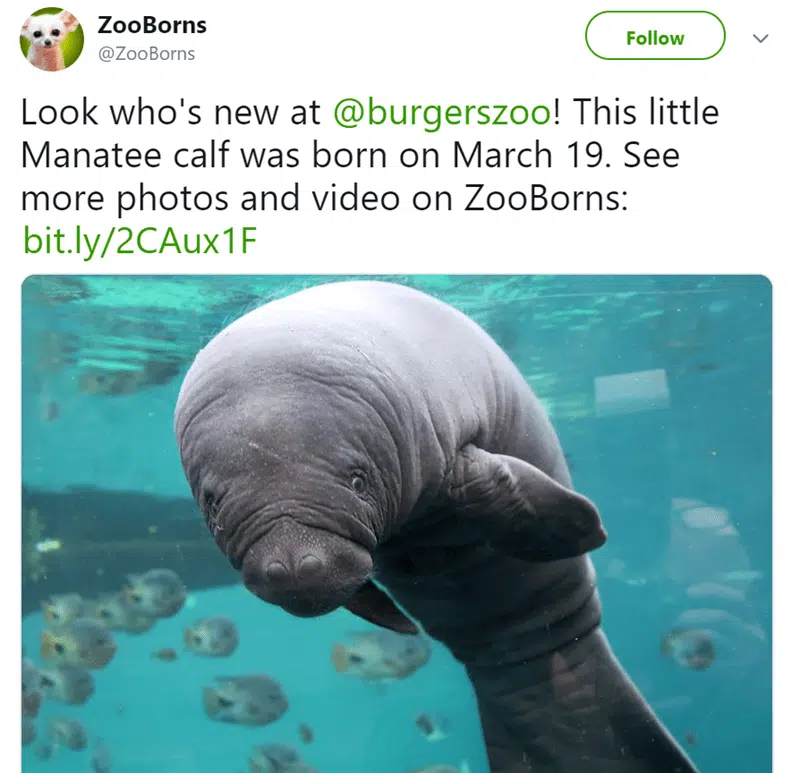 ZooBorns
@ZooBorns
Follow
Look who's new at @burgerszoo! This little
Manatee calf was born on March 19. See
more photos and video on ZooBorns:
bit.ly/2CAux1F